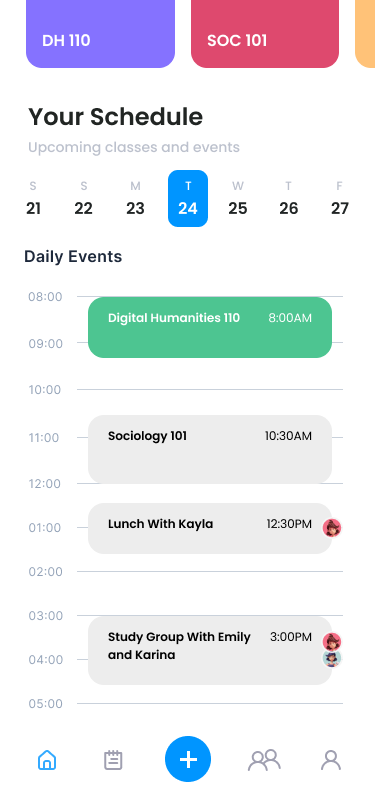 DH 110
SOC 101
Your Schedule
Upcoming classes and events
S S M T W T F
21 22 23 24 25 26 27
Daily Events
08:00
Digital Humanities 110 8:00AM
09:00
10:00
Sociology 101 10:30AM
11:00
12:00
Lunch With Kayla 12:30PM
01:00
02:00
03:00
Study Group With Emily 3:00PM
and Karina
04:00
05:00